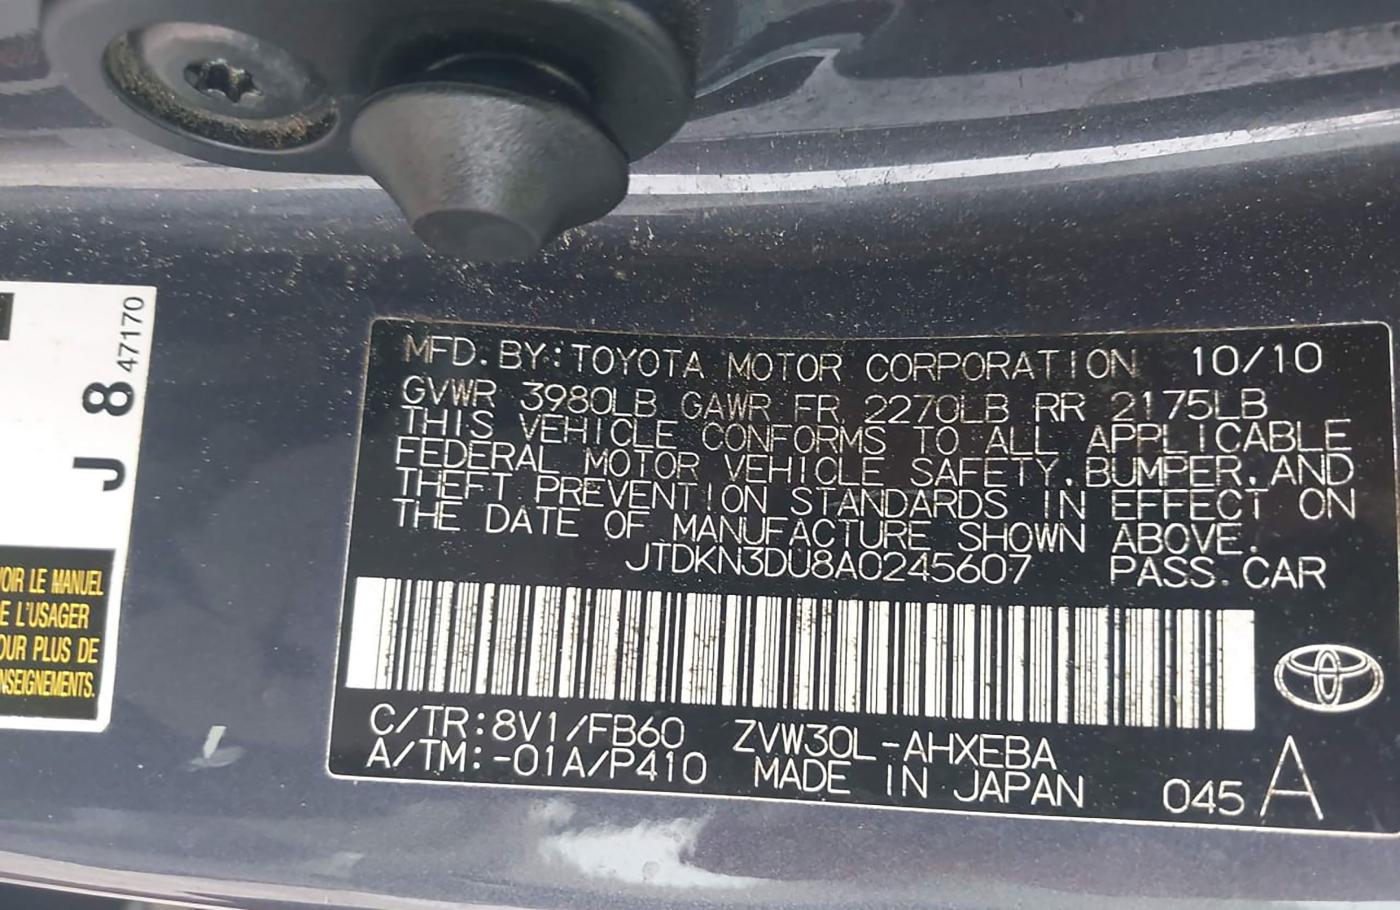 MFD. BY: TOYOTA MOTOR CORPORATION 10/10
GVWR 3980LB GAWR FR 2270LB RR 2175LB
THIS VEHICLE CONFORMS TO ALL APPLICABLE
FEDERAL MOTOR VEHICLE SAFETY, BUMPER, AND
THEFT PREVENTION STANDARDS IN EFFECT ON
THE DATE OF MANUFACTURE SHOWN ABOVE.
JTDKN3DU8A0245607 PASS. CAR
C/TR:8V1/FB60 ZVW30L-AHXEBA
A/TM:-01A/P410 MADE IN JAPAN 045 A
J 8 47170
VOIR LE MANUEL
DE L'USAGER
POUR PLUS DE